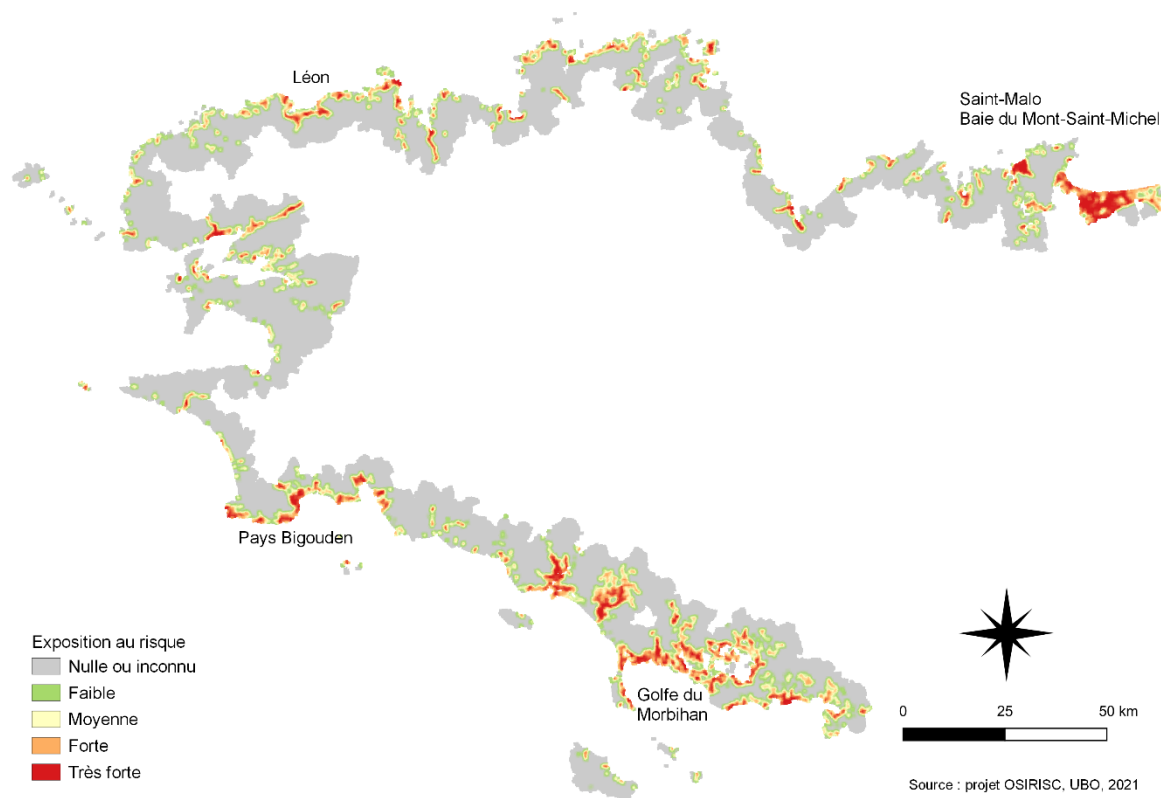 Léon
Saint-Malo
Baie du Mont-Saint-Michel
Pays Bigouden
Golfe du
Morbihan
Exposition au risque
Nulle ou inconnu
Faible
Moyenne
Forte
Très forte
0 25 50 km
Source : projet OSIRISC, UBO, 2021